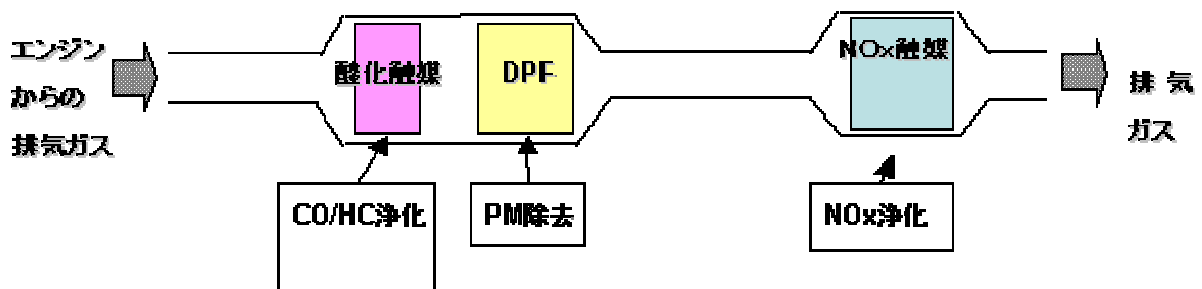 エンジン
からの
排気ガス
酸化触媒
DPF
NOx触媒
排気
ガス
CO/HC浄化
PM除去
NOx浄化